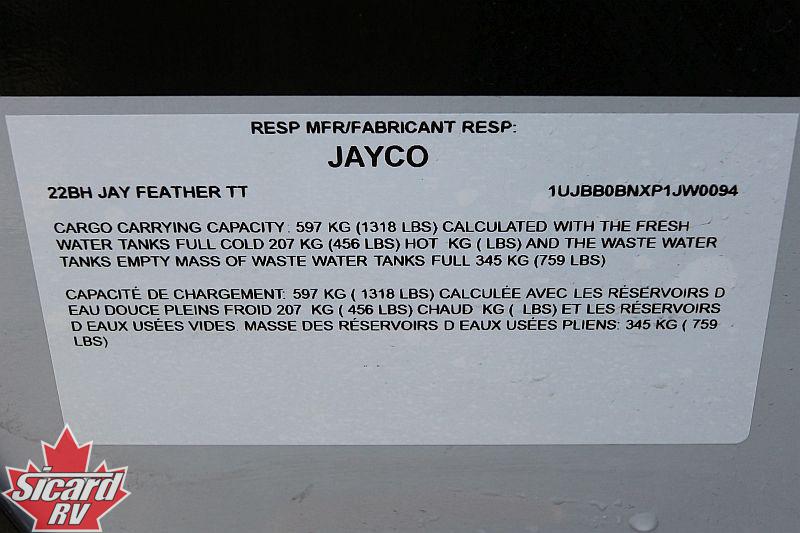 RESP MFR/FABRICANT RESP:
JAYCO
22BH JAY FEATHER TT 1UJBB0BNXP1JW0094
CARGO CARRYING CAPACITY: 597 KG (1318 LBS) CALCULATED WITH THE FRESH
WATER TANKS FULL COLD 207 KG (456 LBS) HOT KG ( LBS) AND THE WASTE WATER
TANKS EMPTY MASS OF WASTE WATER TANKS FULL 345 KG (759 LBS)
CAPACITÉ DE CHARGEMENT: 597 KG ( 1318 LBS) CALCULÉE AVEC LES RÉSERVOIRS D
EAU DOUCE PLEINS FROID 207 KG ( 456 LBS) CHAUD KG ( LBS) ET LES RÉSERVOIRS
D EAUX USÉES VIDES. MASSE DES RÉSERVOIRS D EAUX USÉES PLIENS: 345 KG ( 759
LBS)
Sicard
RV